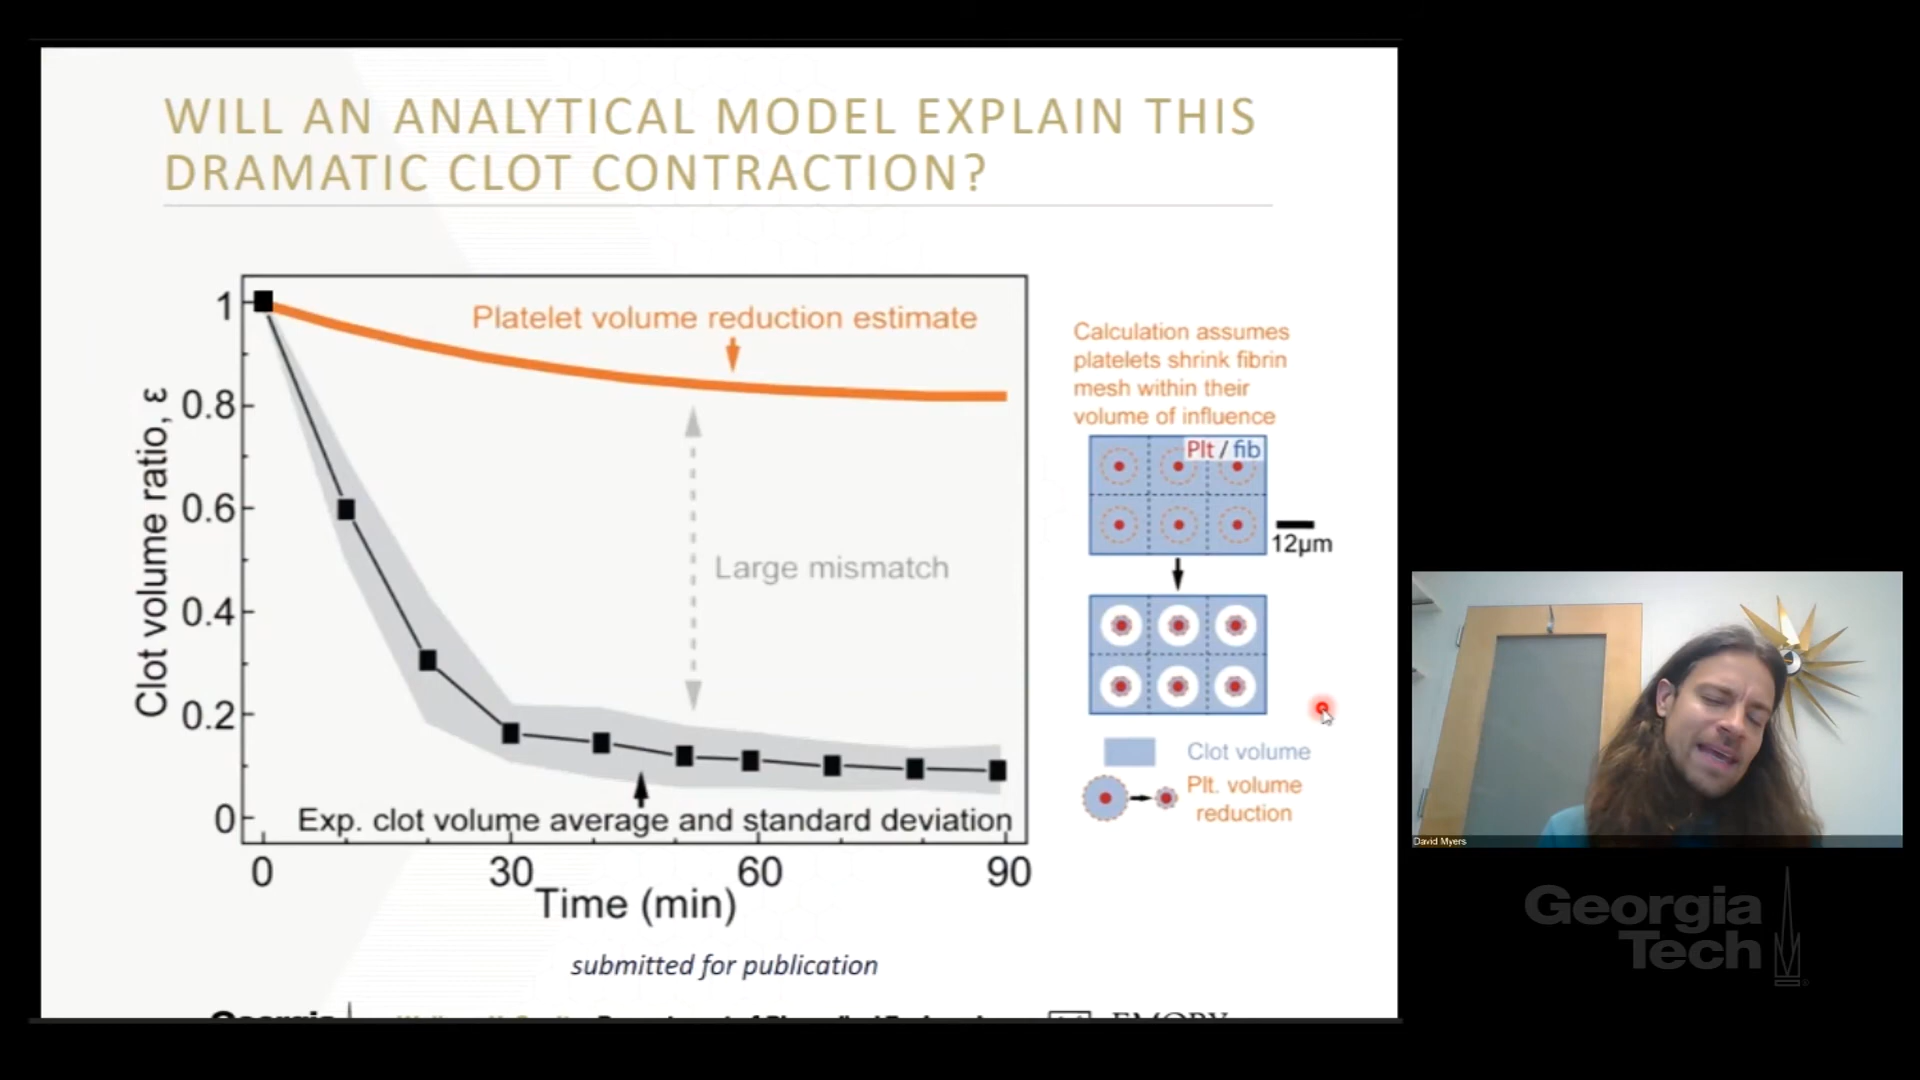 WILL AN ANALYTICAL MODEL EXPLAIN THIS
DRAMATIC CLOT CONTRACTION?
Clot volume ratio, ε
1
0.8
0.6
0.4
0.2
0
Platelet volume reduction estimate
Large mismatch
Exp. clot volume average and standard deviation
0
30
60
90
Time (min)
submitted for publication
Calculation assumes
platelets shrink fibrin
mesh within their
volume of influence
Plt / fib
12μm
Clot volume
Plt. volume
reduction
David Myers
Georgia
Tech
Georgia
EMORY